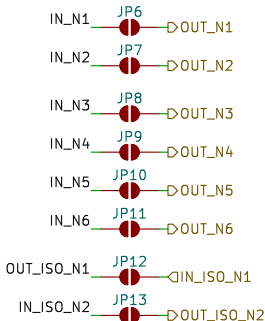 IN_N1 JP6 OUT_N1
IN_N2 JP7 OUT_N2
IN_N3 JP8 OUT_N3
IN_N4 JP9 OUT_N4
IN_N5 JP10 OUT_N5
IN_N6 JP11 OUT_N6
OUT_ISO_N1 JP12 IN_ISO_N1
IN_ISO_N2 JP13 OUT_ISO_N2